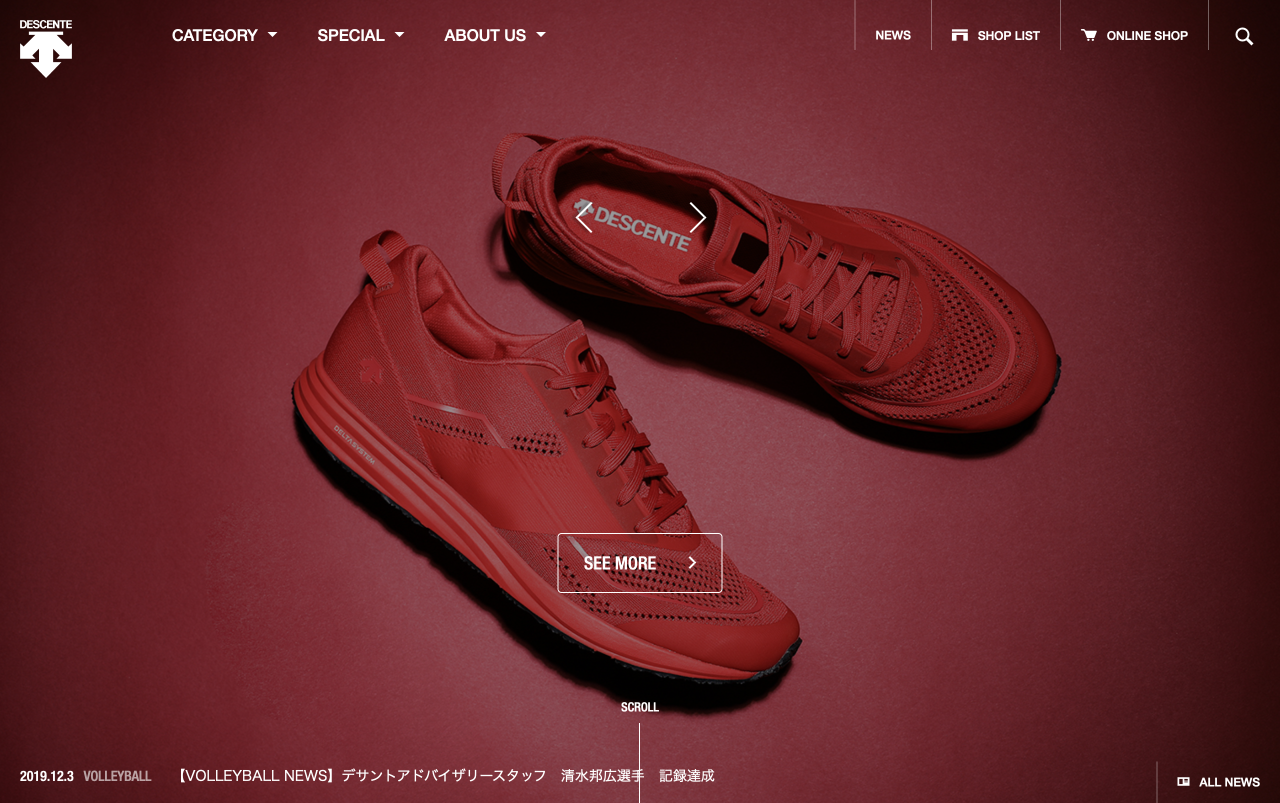 DESCENTE
CATEGORY
SPECIAL
ABOUT US
NEWS
SHOP LIST
ONLINE SHOP
DESCENTE
DELTASYSTEM
SEE MORE
SCROLL
2019.12.3 VOLLEYBALL 【VOLLEYBALL NEWS】デサントアドバイザリースタッフ 清水邦広選手 記録達成
ALL NEWS